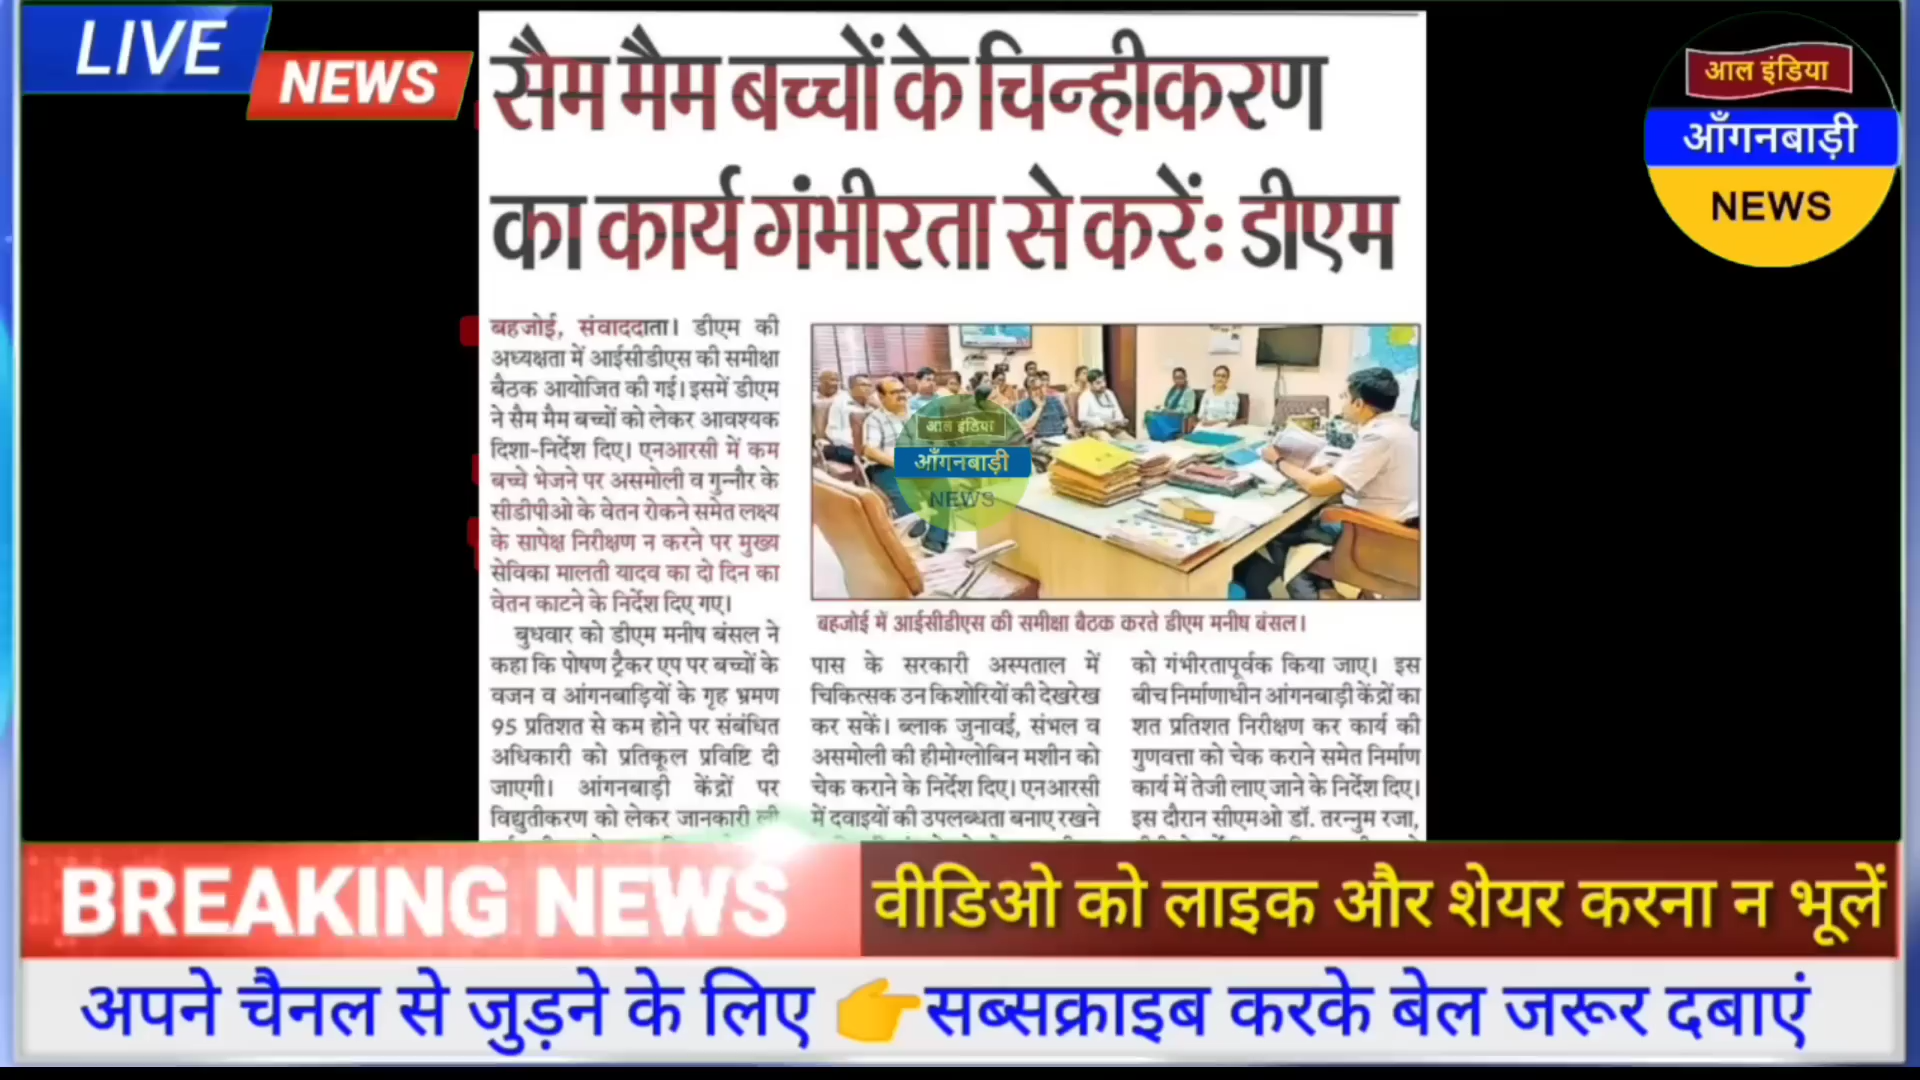 LIVE
NEWS
आल इंडिया
आँगनबाड़ी
NEWS
सैम मैम बच्चों के चिन्हीकरण
का कार्य गंभीरता से करें: डीएम
बहजोई, संवाददाता। डीएम की
अध्यक्षता में आईसीडीएस की समीक्षा
बैठक आयोजित की गई। इसमें डीएम
ने सैम मैम बच्चों को लेकर आवश्यक
दिशा-निर्देश दिए। एनआरसी में कम
बच्चे भेजने पर असमोली व गुन्नौर के
सीडीपीओ के वेतन रोकने समेत लक्ष्य
के सापेक्ष निरीक्षण न करने पर मुख्य
सेविका मालती यादव का दो दिन का
वेतन काटने के निर्देश दिए गए।
बुधवार को डीएम मनीष बंसल ने
कहा कि पोषण ट्रैकर एप पर बच्चों के
वजन व आंगनबाड़ियों के गृह भ्रमण
95 प्रतिशत से कम होने पर संबंधित
अधिकारी को प्रतिकूल प्रविष्टि दी
जाएगी। आंगनबाड़ी केंद्रों पर
विद्युतीकरण को लेकर जानकारी ली
आल इंडिया
आँगनबाड़ी
NEWS
बहजोई में आईसीडीएस की समीक्षा बैठक करते डीएम मनीष बंसल।
पास के सरकारी अस्पताल में
चिकित्सक उन किशोरियों की देखरेख
कर सकें। ब्लाक जुनावई, संभल व
असमोली की हीमोग्लोबिन मशीन को
चेक कराने के निर्देश दिए। एनआरसी
में दवाइयों की उपलब्धता बनाए रखने
को गंभीरतापूर्वक किया जाए। इस
बीच निर्माणाधीन आंगनबाड़ी केंद्रों का
शत प्रतिशत निरीक्षण कर कार्य की
गुणवत्ता को चेक कराने समेत निर्माण
कार्य में तेजी लाए जाने के निर्देश दिए।
इस दौरान सीएमओ डॉ. तरन्नुम रजा,
BREAKING NEWS
वीडिओ को लाइक और शेयर करना न भूलें
अपने चैनल से जुड़ने के लिए 👉सब्सक्राइब करके बेल जरूर दबाएं